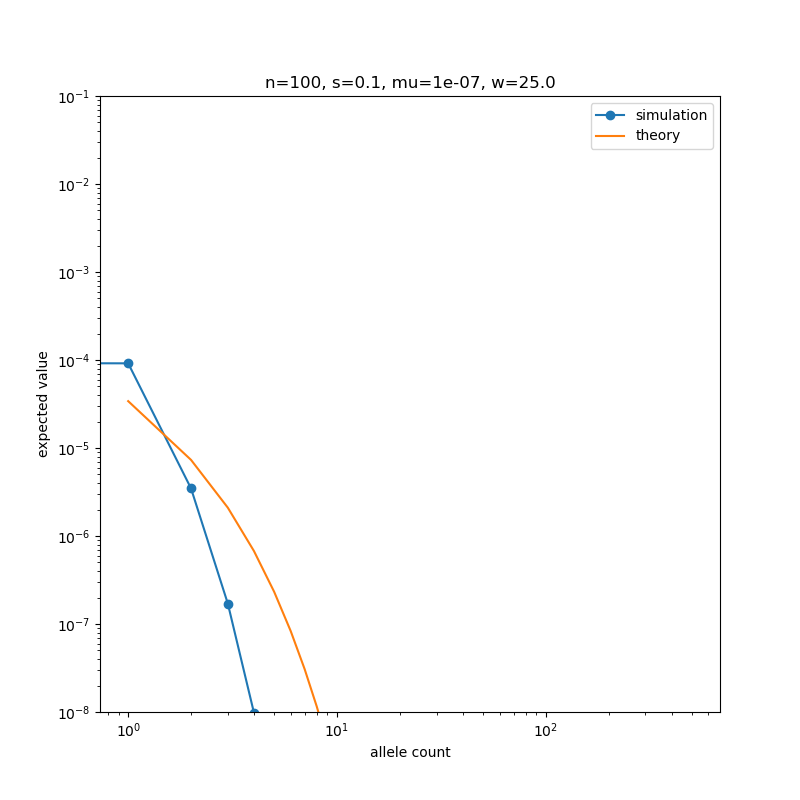 n=100, s=0.1, mu=1e-07, w=25.0
simulation
theory
expected value
10⁻¹
10⁻²
10⁻³
10⁻⁴
10⁻⁵
10⁻⁶
10⁻⁷
10⁻⁸
10⁰ 10¹ 10²
allele count